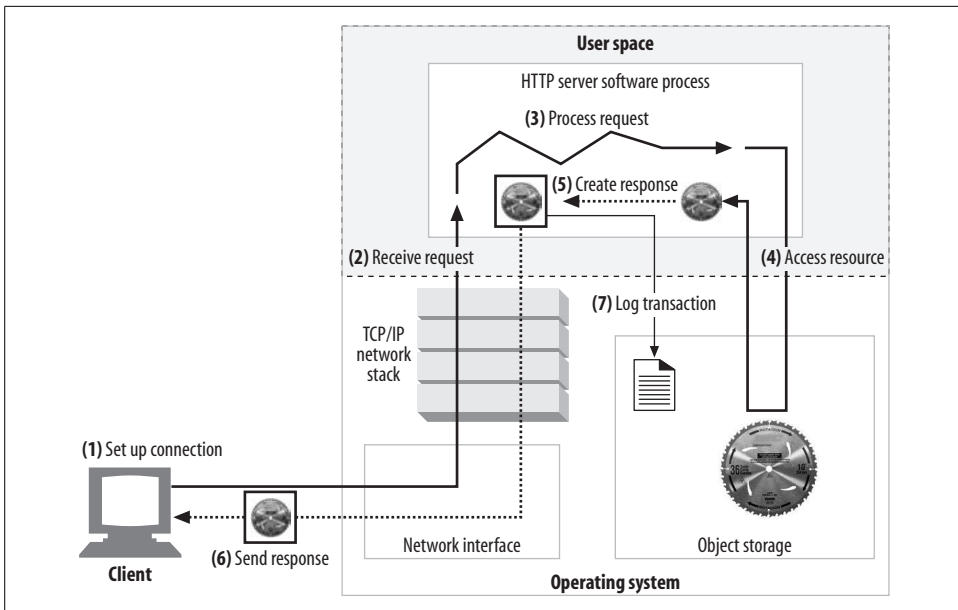 User space
HTTP server software process
(3) Process request
(5) Create response
(2) Receive request
(4) Access resource
(7) Log transaction
TCP/IP
network
stack
(1) Set up connection
36
10"
(6) Send response
Network interface
Object storage
Client
Operating system